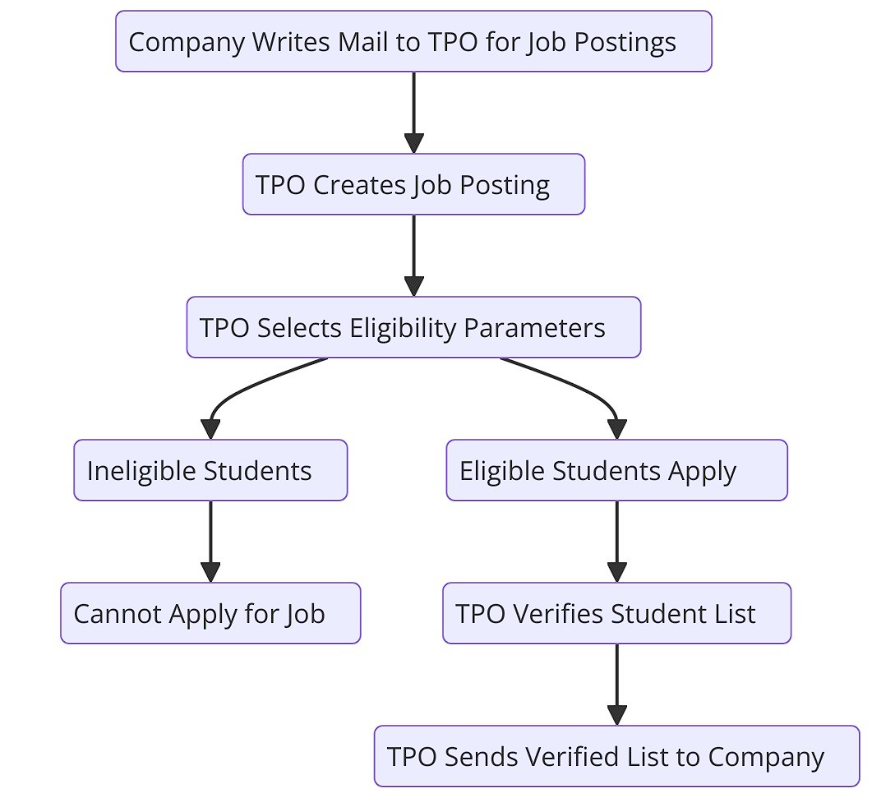 Company Writes Mail to TPO for Job Postings
TPO Creates Job Posting
TPO Selects Eligibility Parameters
Ineligible Students
Eligible Students Apply
Cannot Apply for Job
TPO Verifies Student List
TPO Sends Verified List to Company